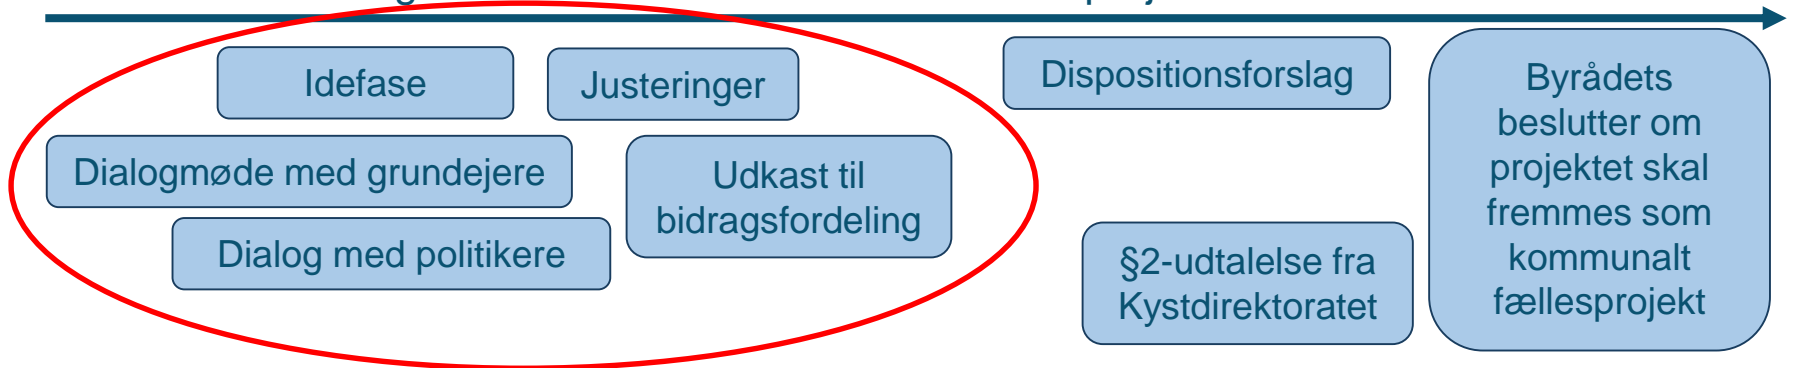 Idefase
Justeringer
Dialogmøde med grundejere
Dialog med politikere
Udkast til
bidragsfordeling
Dispositionsforslag
§2-udtalelse fra
Kystdirektoratet
Byrådets
beslutter om
projektet skal
fremmes som
kommunalt
fællesprojekt